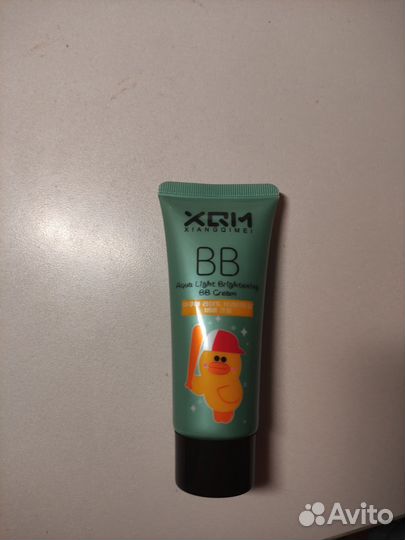 XQM
XIANGQIMEI
BB
Aqua Light Brightening
BB Cream
Avito